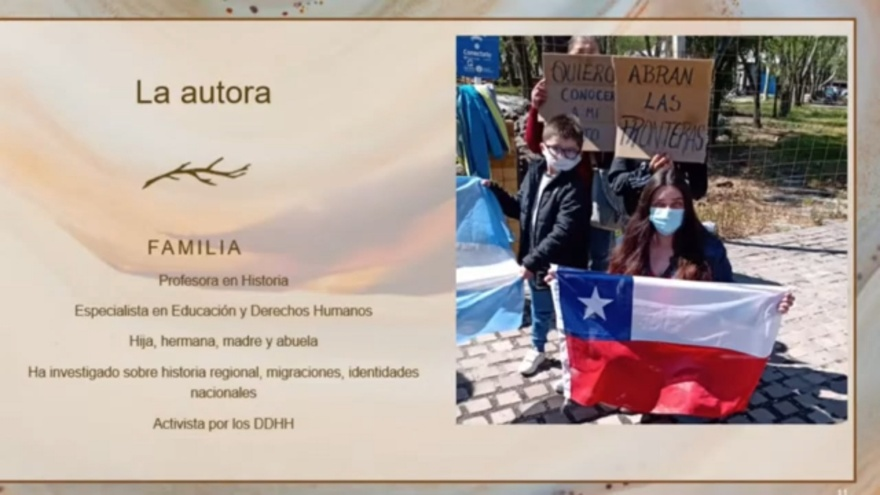 La autora
FAMILIA
Profesora en Historia
Especialista en Educación y Derechos Humanos
Hija, hermana, madre y abuela
Ha investigado sobre historia regional, migraciones, identidades
nacionales
Activista por los DDHH
QUIERO
CONOCER
A MI
ABRAN
LAS
FRONTERAS